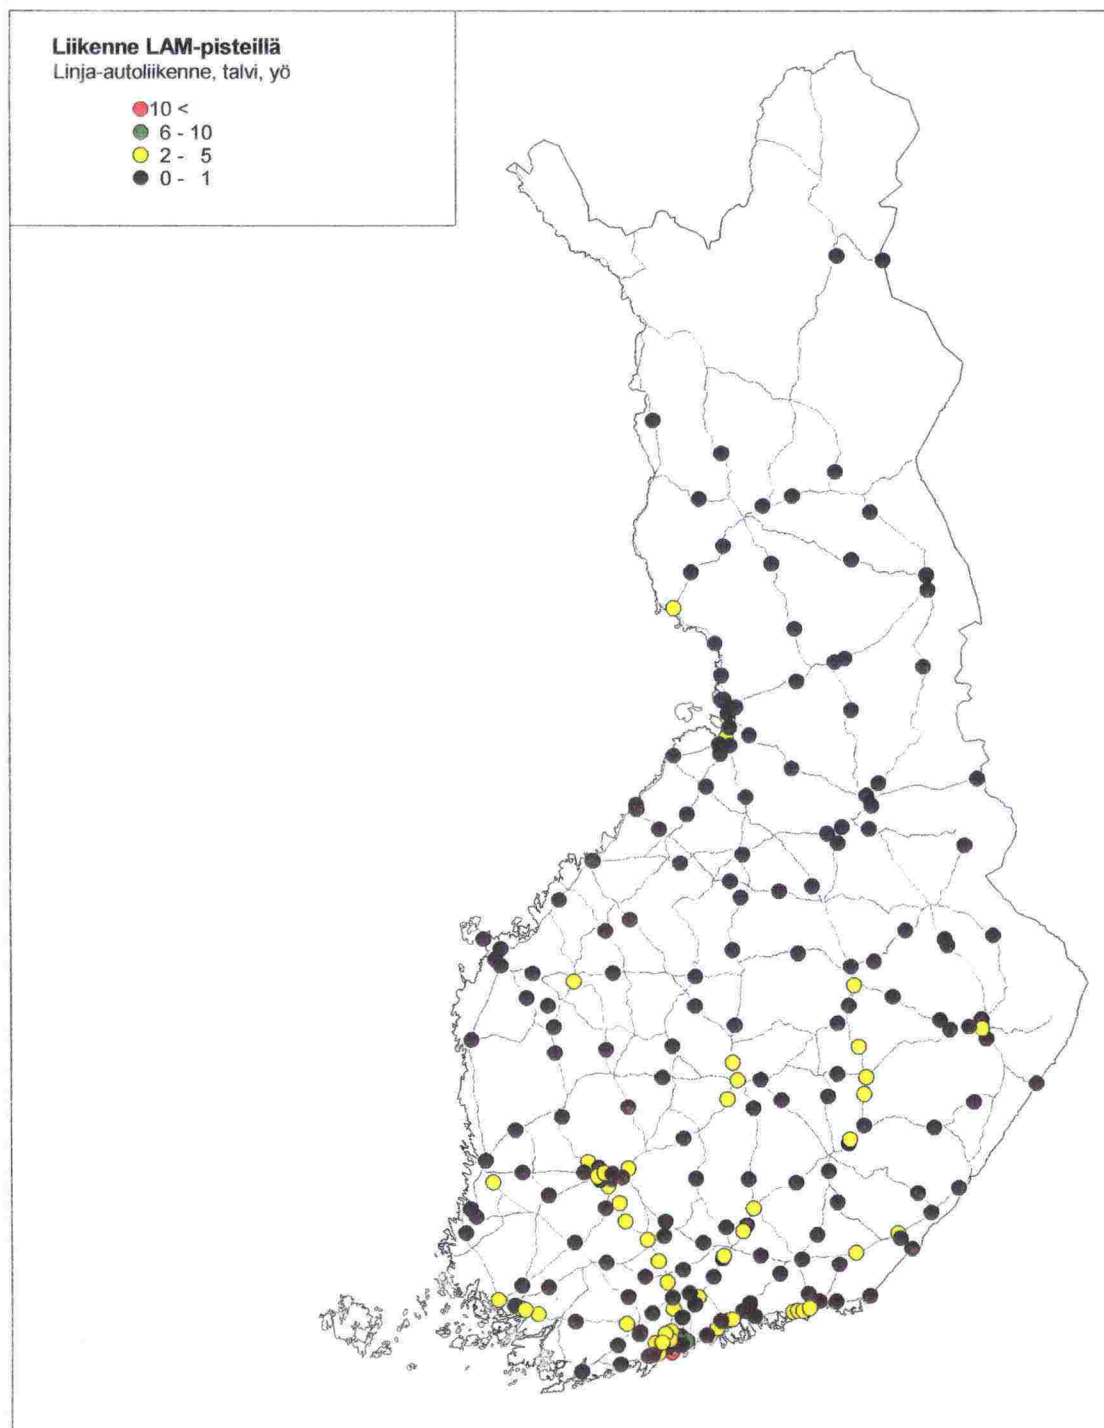 Liikenne LAM-pisteillä
Linja-autoliikenne, talvi, yö
10 <
6 - 10
2 - 5
0 - 1